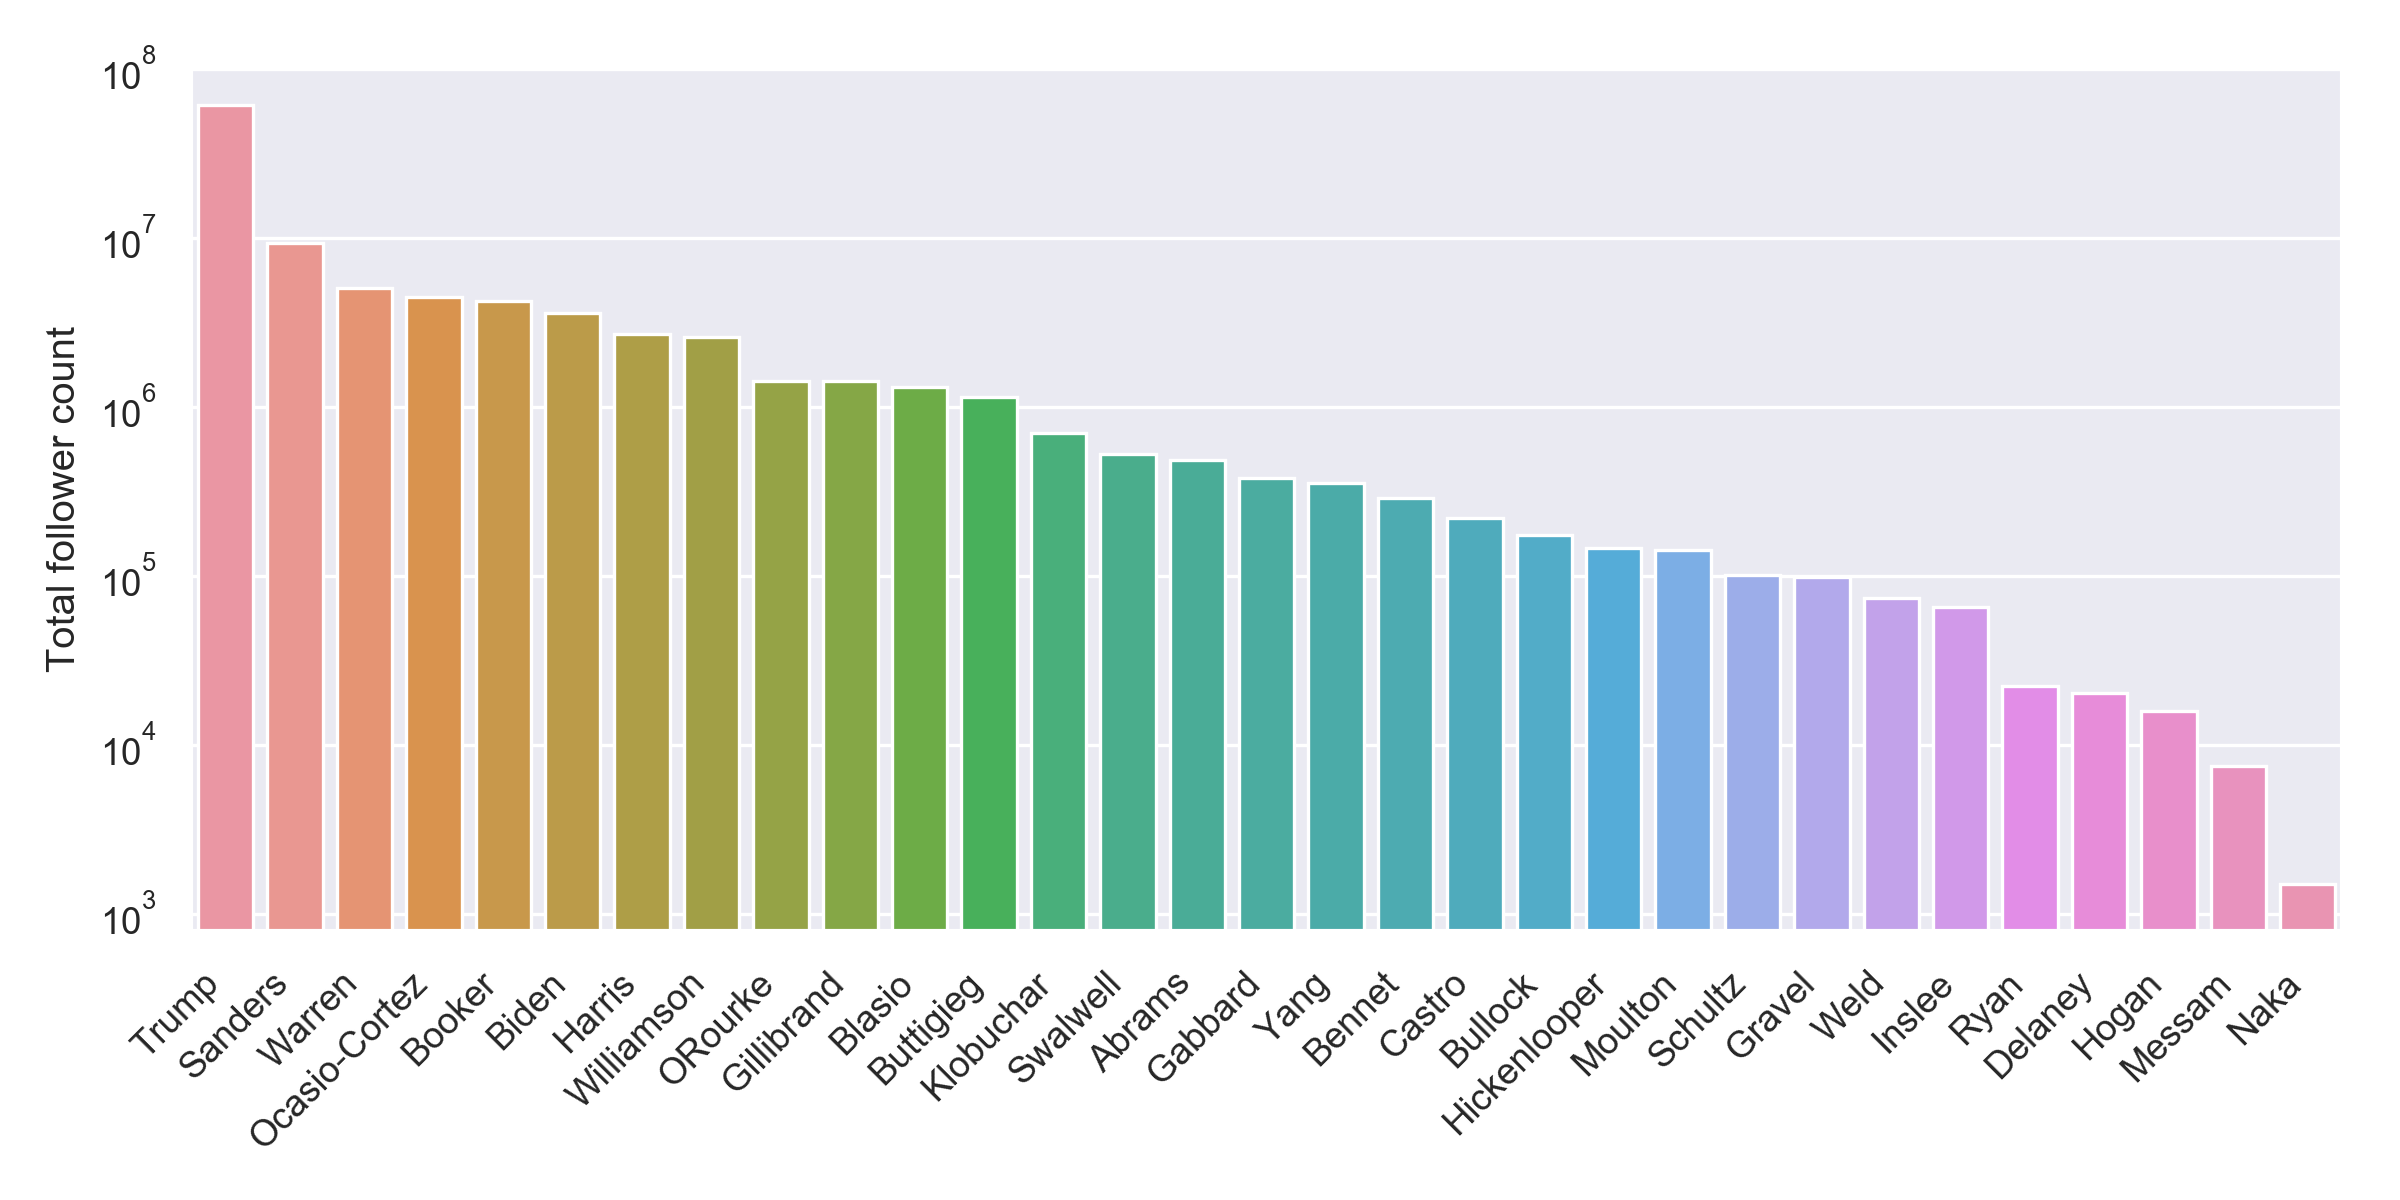 10^8
10^7
10^6
10^5
10^4
10^3
Total follower count
Trump
Sanders
Warren
Ocasio-Cortez
Booker
Biden
Harris
Williamson
ORourke
Gillibrand
Blasio
Buttigieg
Klobuchar
Swalwell
Abrams
Gabbard
Yang
Bennet
Castro
Bullock
Hickenlooper
Moulton
Schultz
Gravel
Weld
Inslee
Ryan
Delaney
Hogan
Messam
Naka